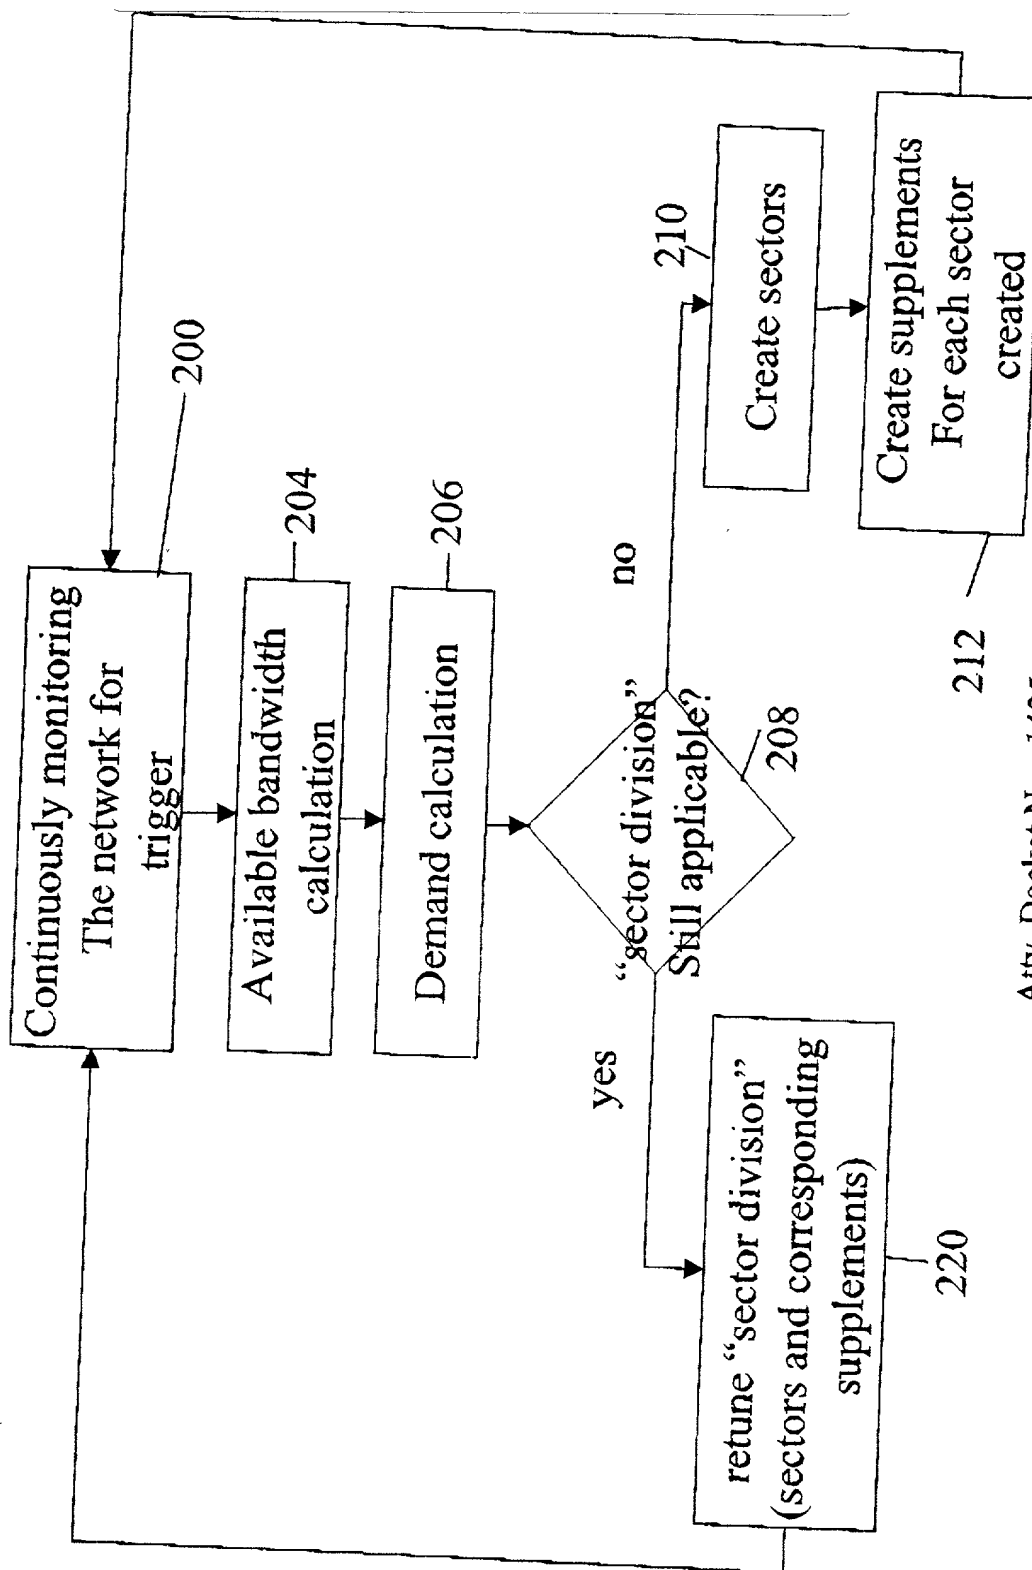 Continuously monitoring
The network for
trigger
200
Available bandwidth
calculation
204
Demand calculation
206
“sector division”
Still applicable?
208
yes
no
retune “sector division”
(sectors and corresponding
supplements)
220
Create sectors
210
Create supplements
For each sector
created
212
Atty. Docket